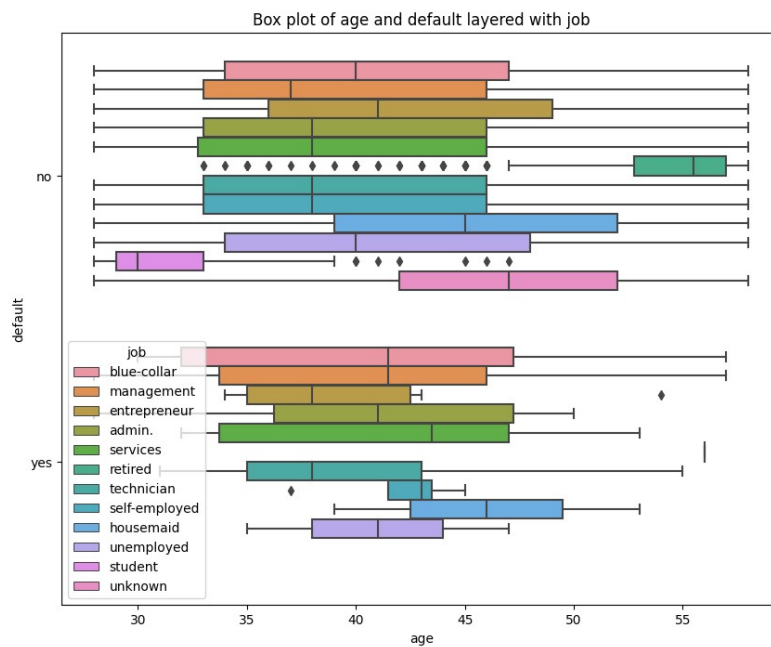 Box plot of age and default layered with job
no
default
yes
job
blue-collar
management
entrepreneur
admin.
services
retired
technician
self-employed
housemaid
unemployed
student
unknown
30 35 40 45 50 55
age